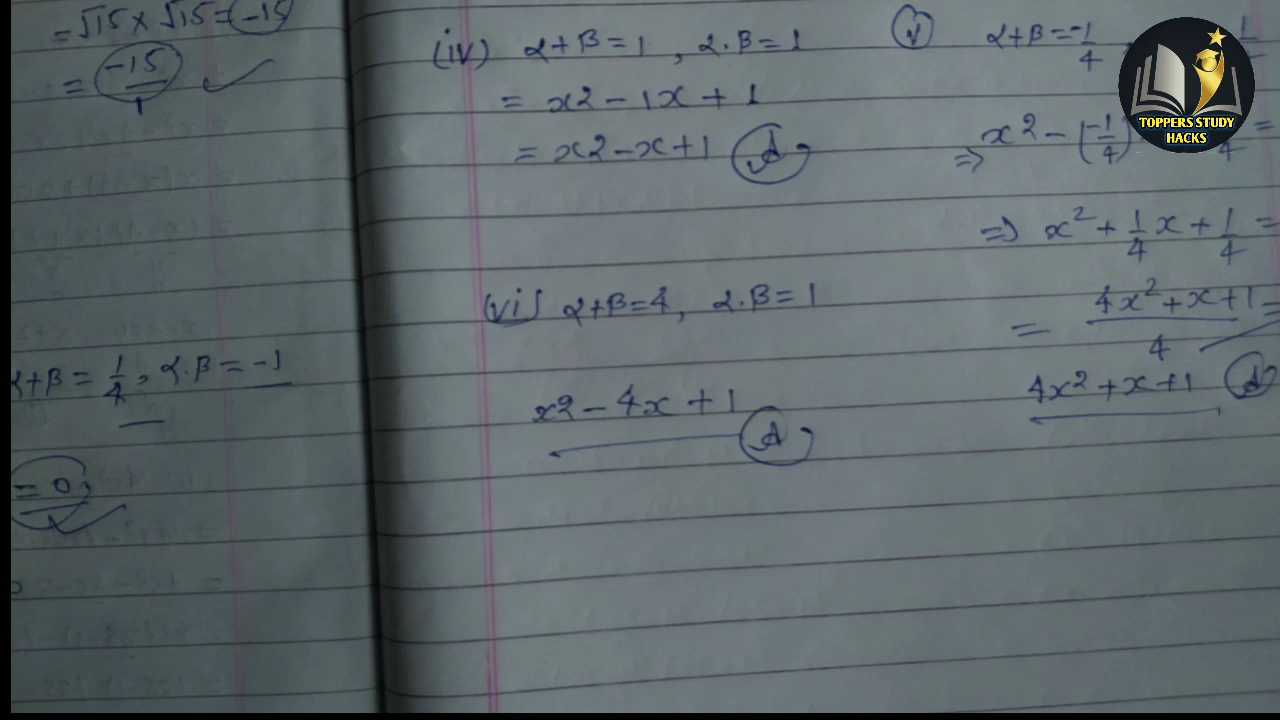 = √15 × √15 = -15
= -15/1
α+β = 1/4, α.β = -1
= 0,
(iv) α+β=1, α.β=1
= x2 - 1x + 1
= x2 - x + 1 A
(vi) α+β=4, α.β=1
x2 - 4x + 1
A
(v) α+β = -1/4
=> x² - (-1/4)
=> x² + 1/4 x + 1/4 =
= 4x² + x + 1/4 =
4x² + x + 1 A
TOPPERS STUDY
HACKS